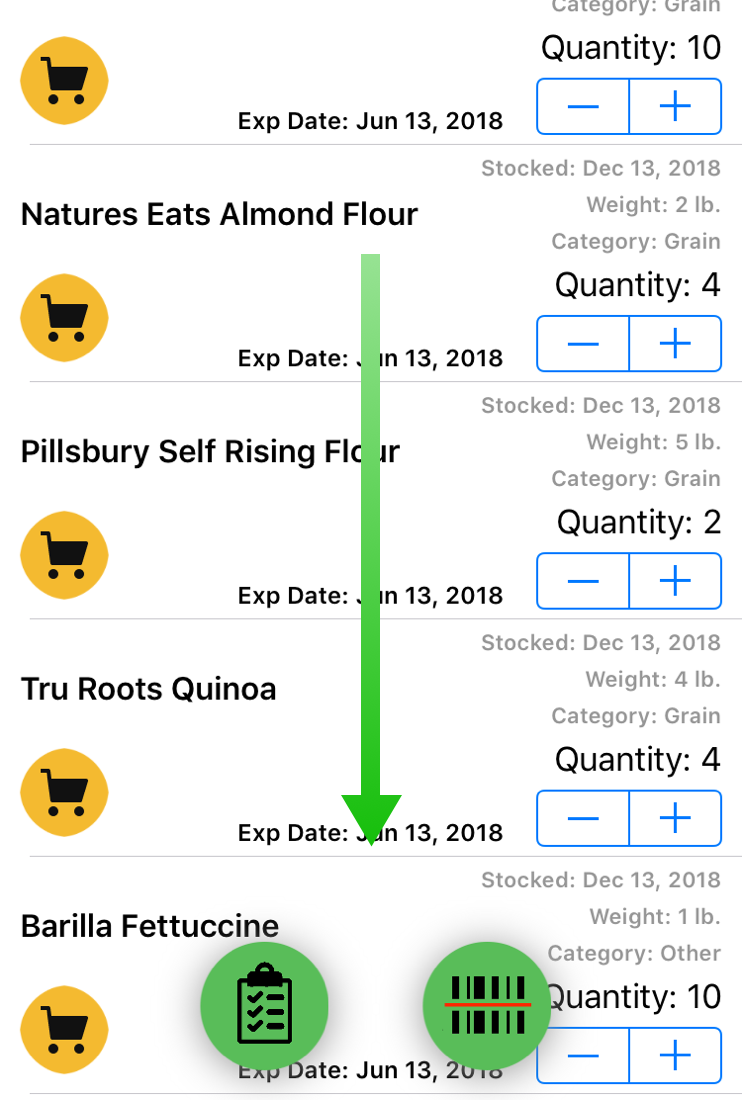 Category: Grain
Quantity: 10
Exp Date: Jun 13, 2018
Stocked: Dec 13, 2018
Natures Eats Almond Flour
Weight: 2 lb.
Category: Grain
Quantity: 4
Exp Date: Jun 13, 2018
Stocked: Dec 13, 2018
Pillsbury Self Rising Flour
Weight: 5 lb.
Category: Grain
Quantity: 2
Exp Date: Jun 13, 2018
Stocked: Dec 13, 2018
Tru Roots Quinoa
Weight: 4 lb.
Category: Grain
Quantity: 4
Exp Date: Jun 13, 2018
Stocked: Dec 13, 2018
Barilla Fettuccine
Weight: 1 lb.
Category: Other
Quantity: 10
Exp Date: Jun 13, 2018